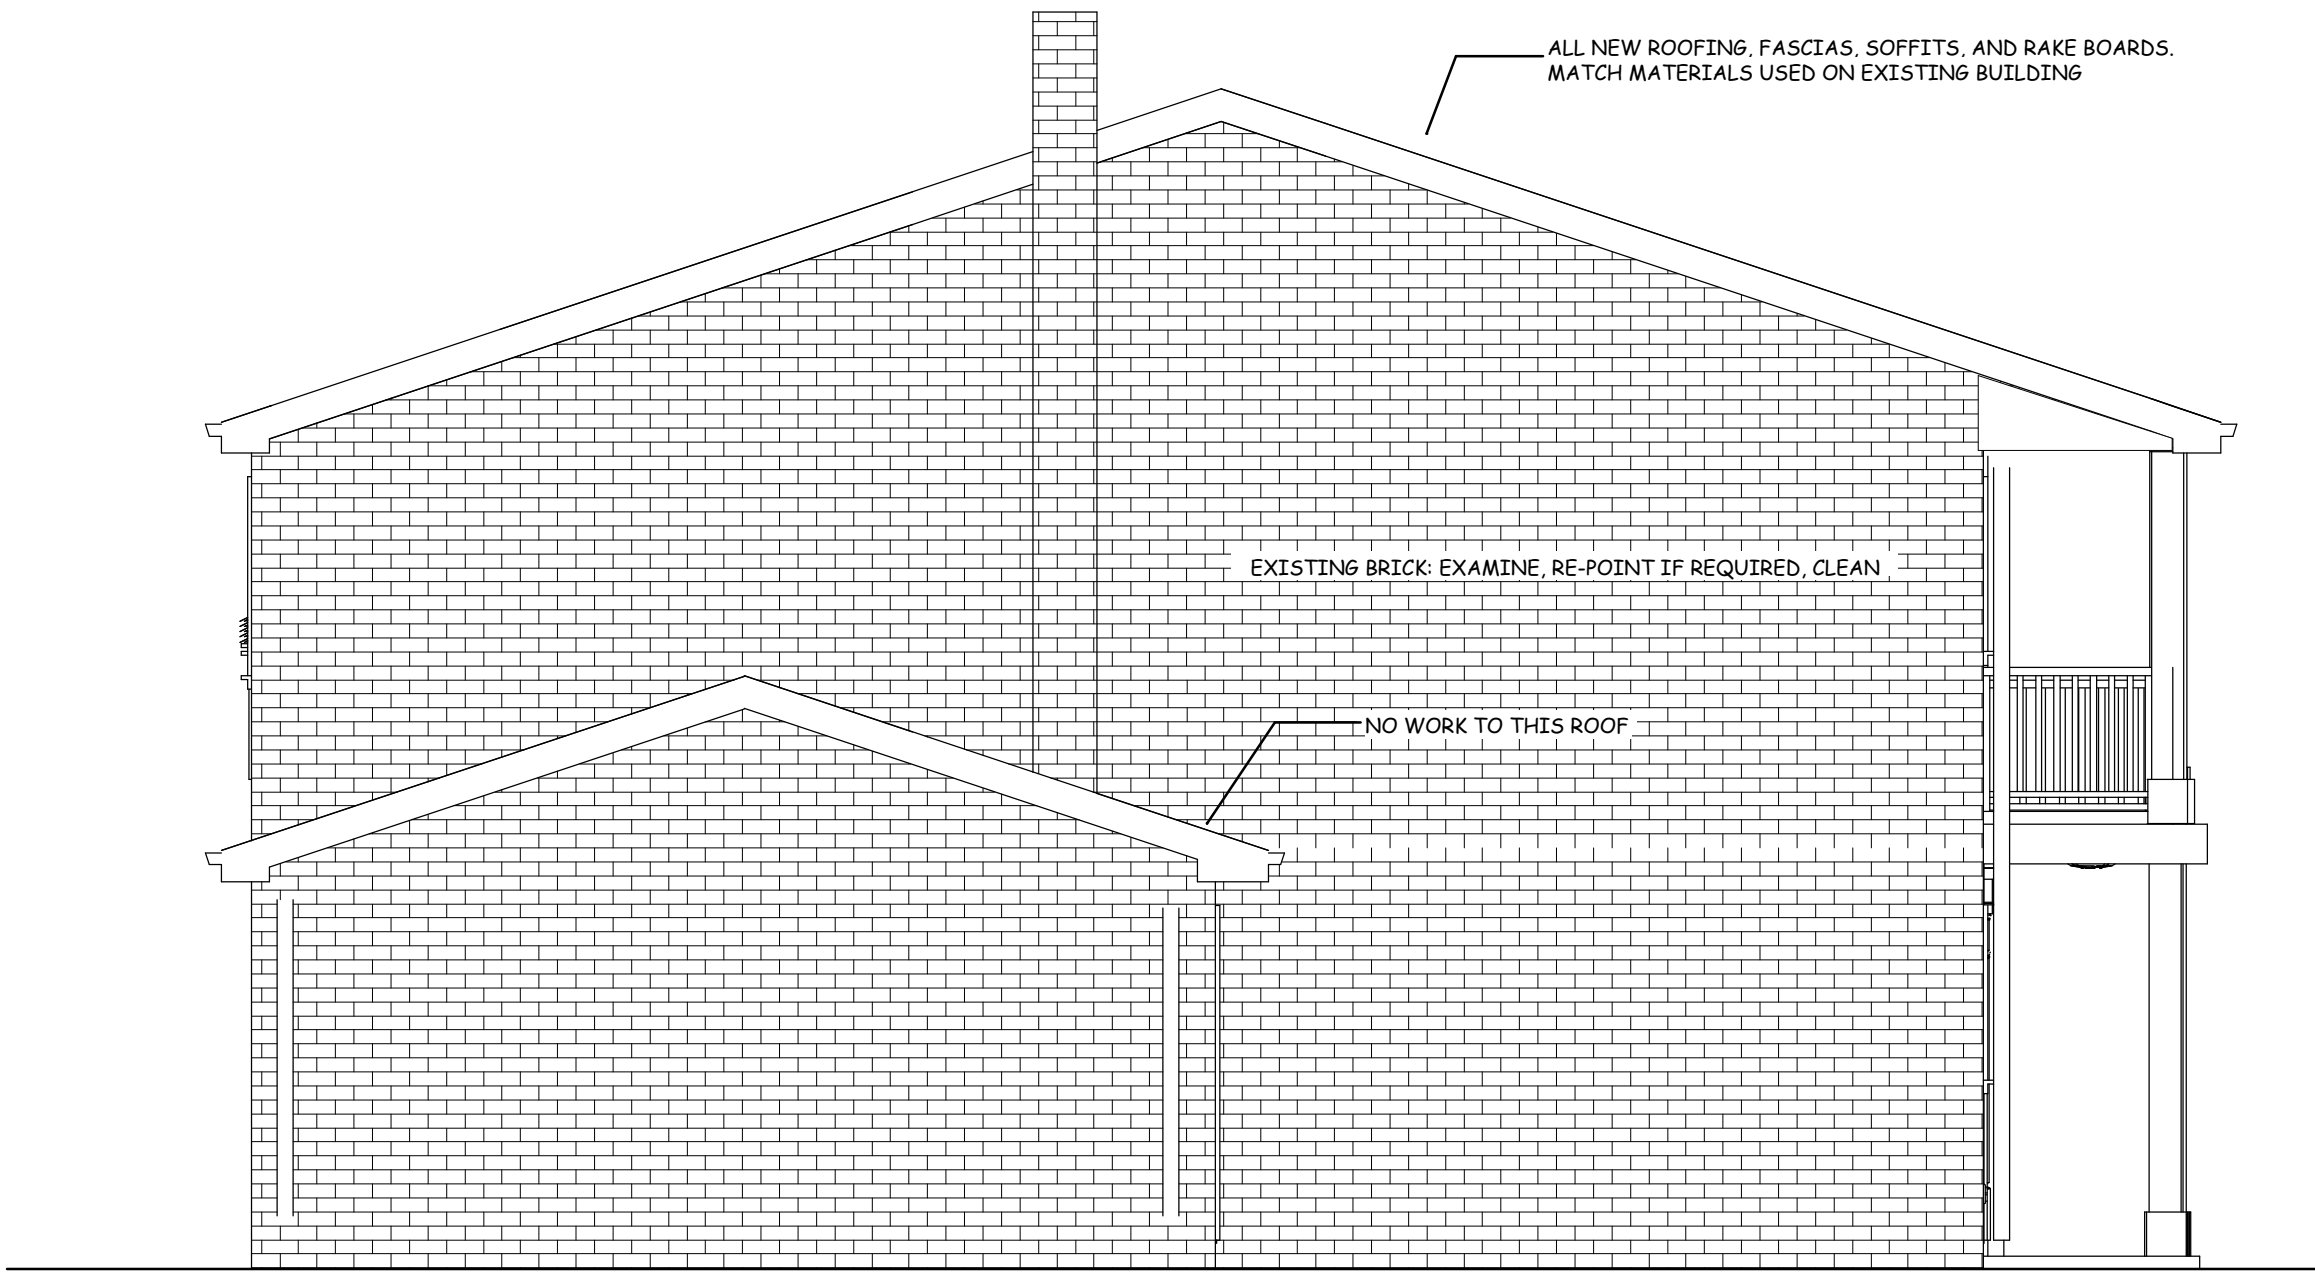 ALL NEW ROOFING, FASCIAS, SOFFITS, AND RAKE BOARDS.
MATCH MATERIALS USED ON EXISTING BUILDING
EXISTING BRICK: EXAMINE, RE-POINT IF REQUIRED, CLEAN
NO WORK TO THIS ROOF